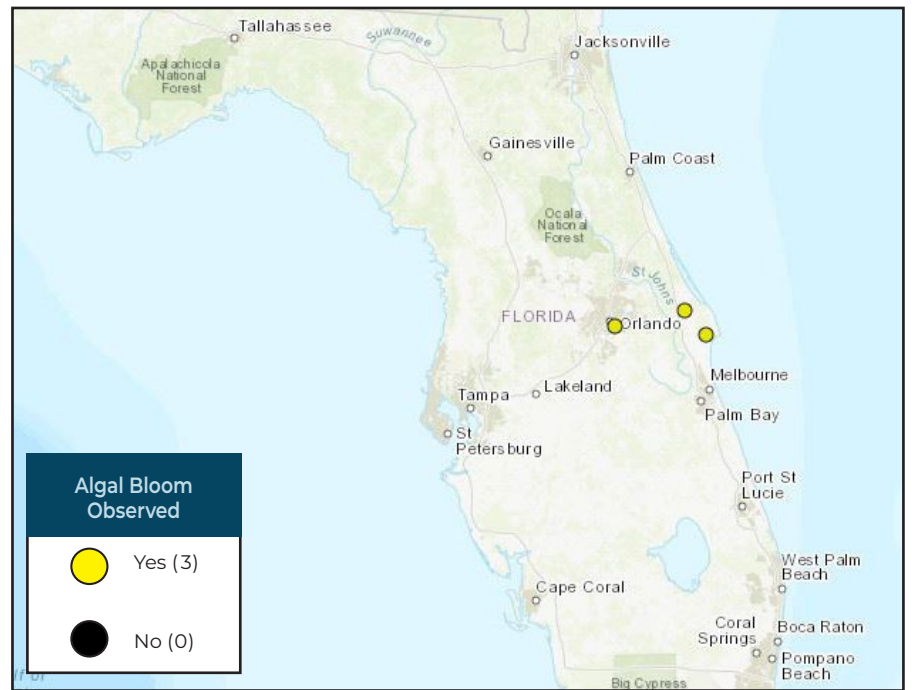 Tallahassee
Suwannee
Jacksonville
Apalachicola
National
Forest
Gainesville
Palm Coast
Ocala
National
Forest
St Johns
FLORIDA
Orlando
Melbourne
Lakeland
Tampa
Palm Bay
St
Petersburg
Port St
Lucie
Algal Bloom
Observed
Yes (3)
No (0)
West Palm
Beach
Cape Coral
Coral
Springs
Boca Raton
Pompano
Beach
Big Cypress